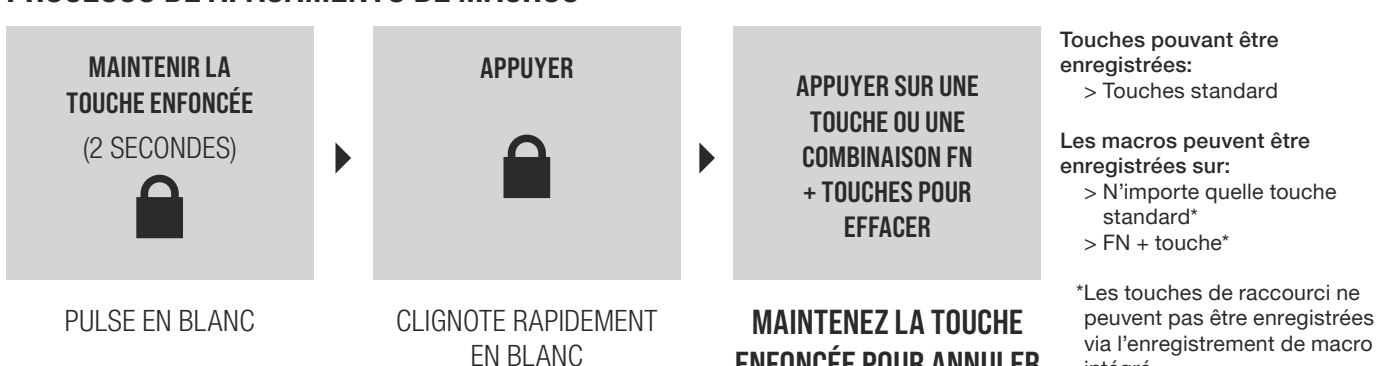 MAINTENIR LA
TOUCHE ENFONCÉE
(2 SECONDES)
PULSE EN BLANC
APPUYER
CLIGNOTE RAPIDEMENT
EN BLANC
APPUYER SUR UNE
TOUCHE OU UNE
COMBINAISON FN
+ TOUCHES POUR
EFFACER
MAINTENEZ LA TOUCHE
ENFONCÉE POUR ANNULER
Touches pouvant être
enregistrées:
> Touches standard
Les macros peuvent être
enregistrées sur:
> N'importe quelle touche
standard*
> FN + touche*
*Les touches de raccourci ne
peuvent pas être enregistrées
via l'enregistrement de macro